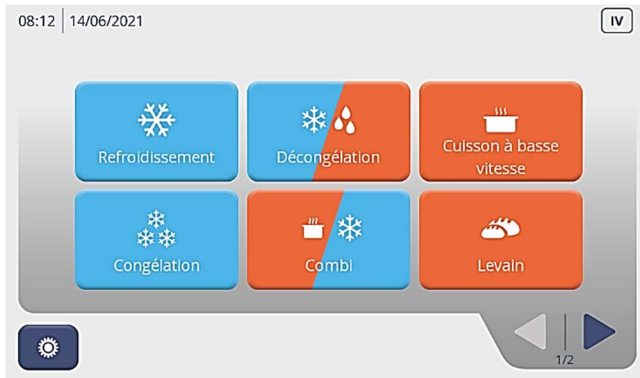 08:12 14/06/2021 IV
Refroidissement
Décongélation
Cuisson à basse
vitesse
Congélation
Combi
Levain
1/2